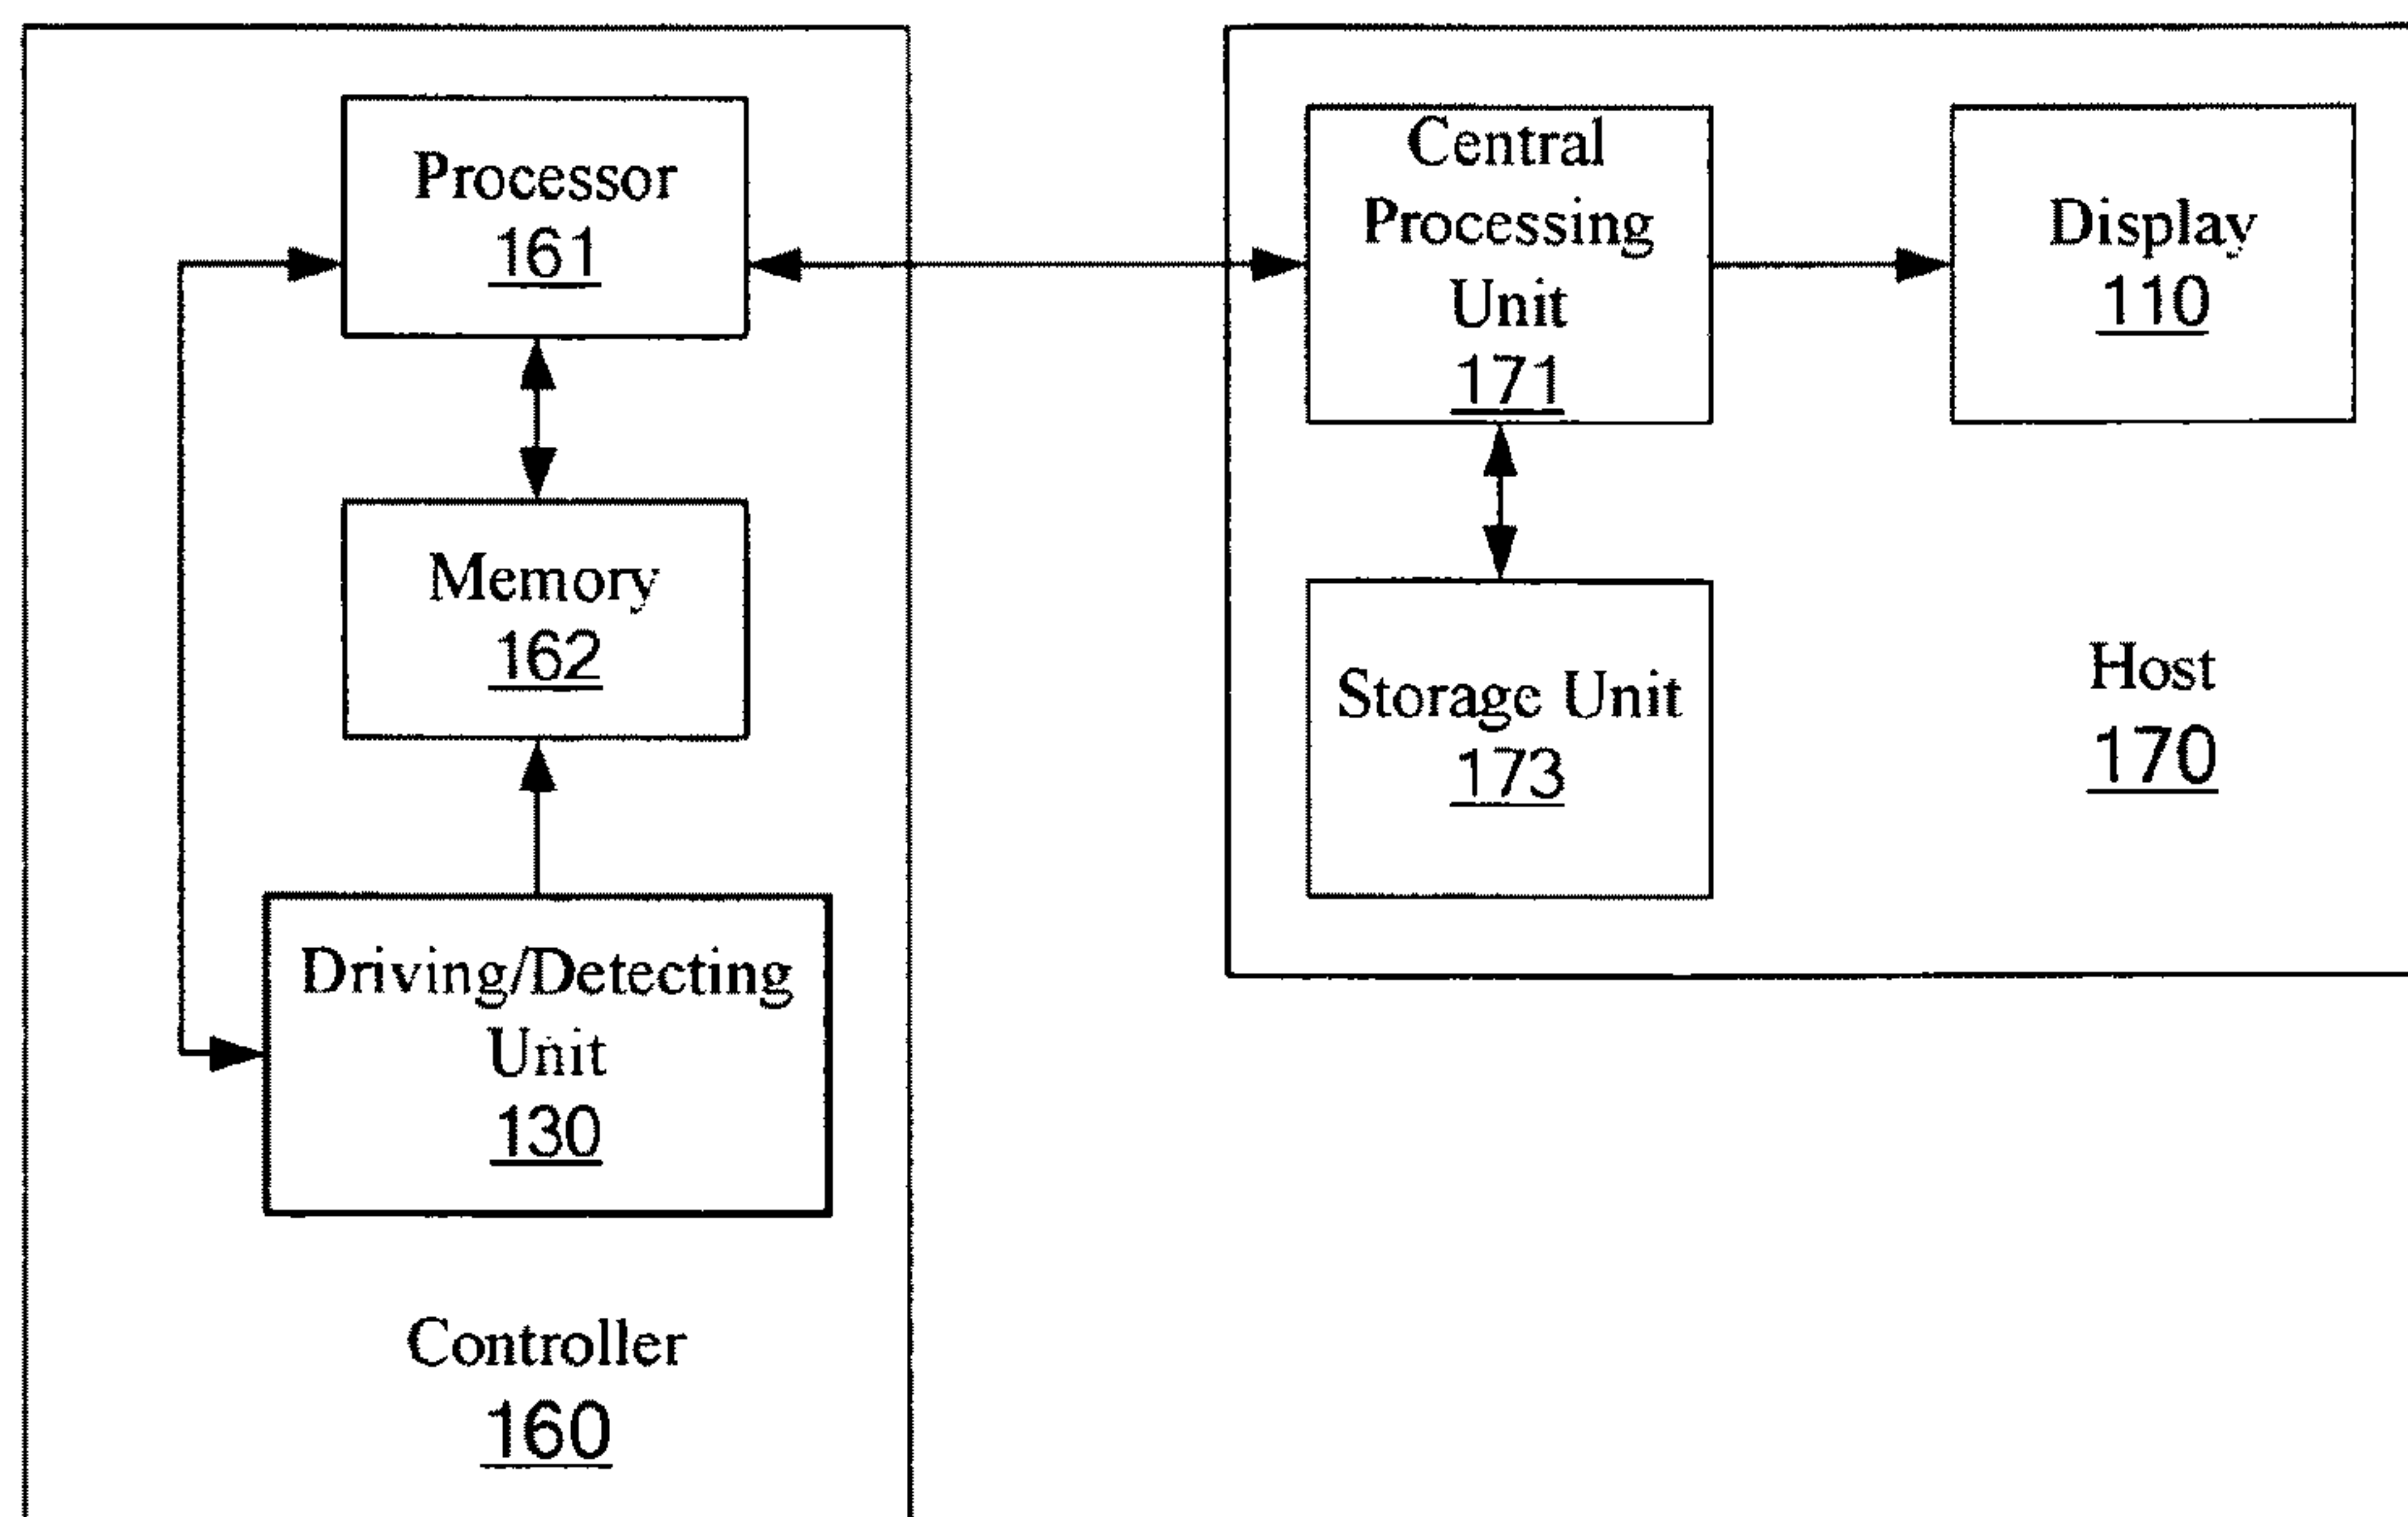 Processor
161
Memory
162
Driving/Detecting
Unit
130
Controller
160
Central
Processing
Unit
171
Display
110
Storage Unit
173
Host
170